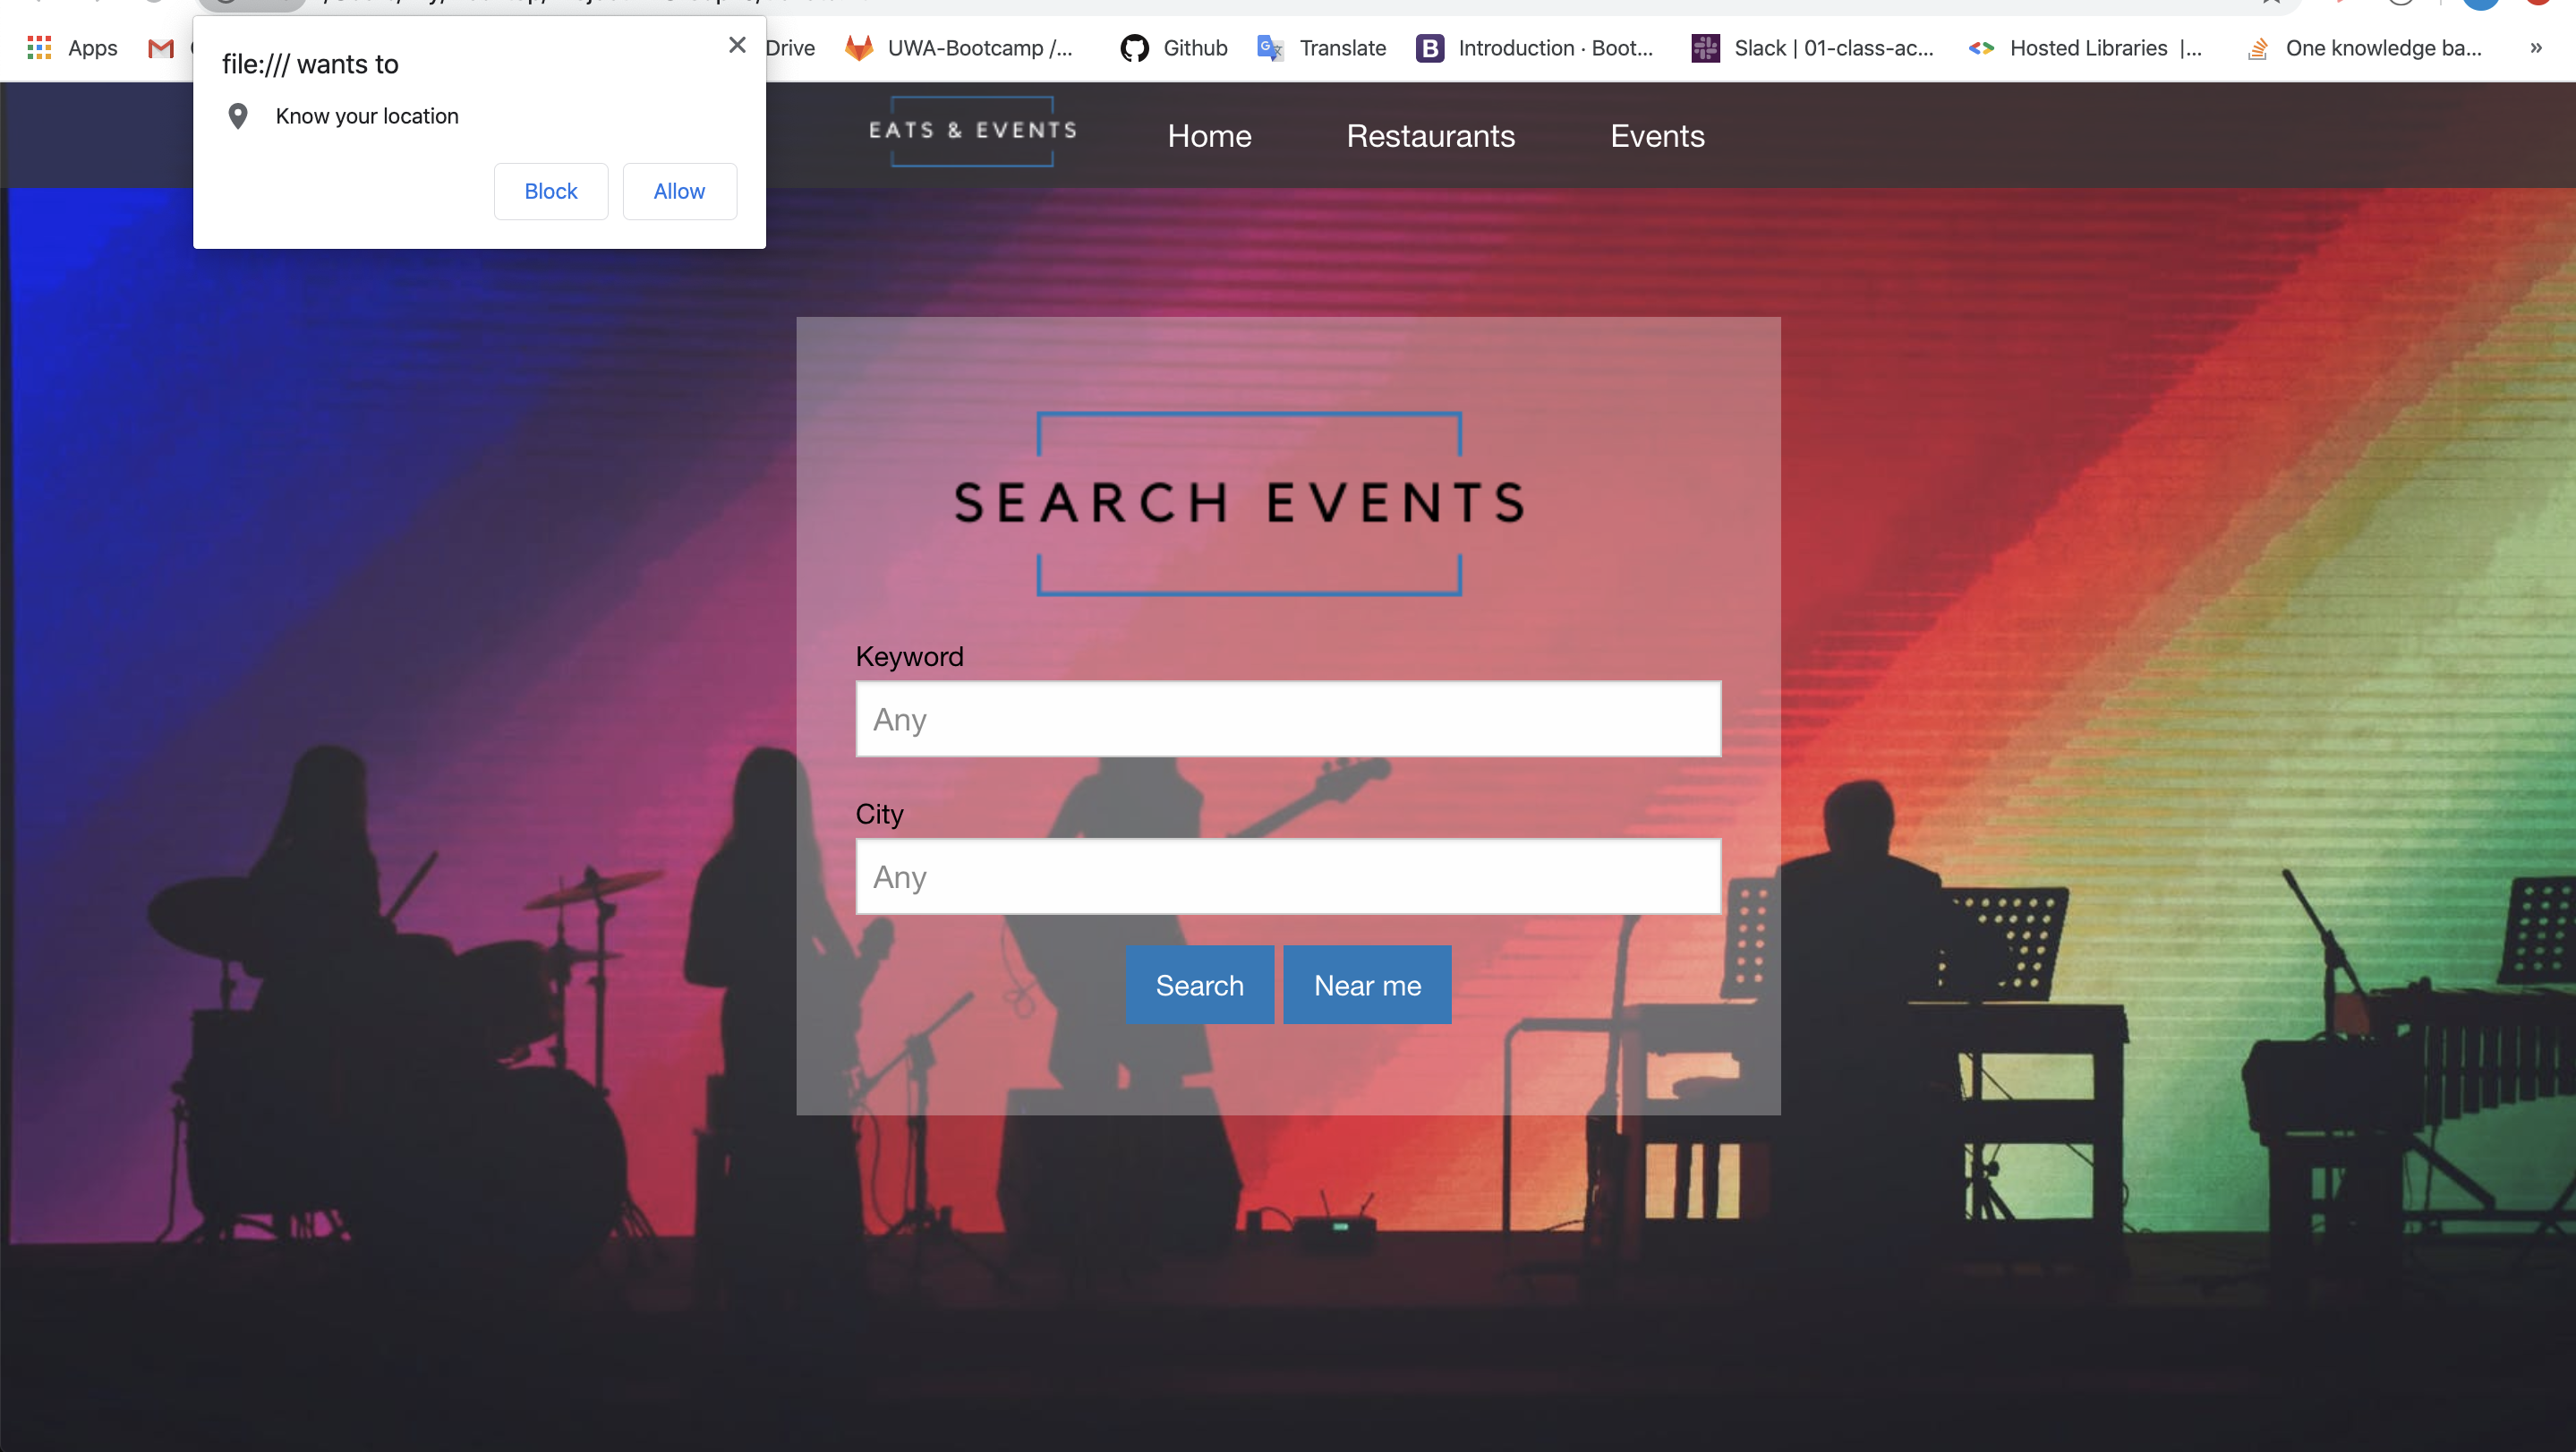 Apps
Drive
UWA-Bootcamp /...
Github
Translate
Introduction · Boot...
Slack | 01-class-ac...
Hosted Libraries |...
One knowledge ba...
»
file:/// wants to
Know your location
Block
Allow
EATS & EVENTS
Home
Restaurants
Events
SEARCH EVENTS
Keyword
Any
City
Any
Search
Near me